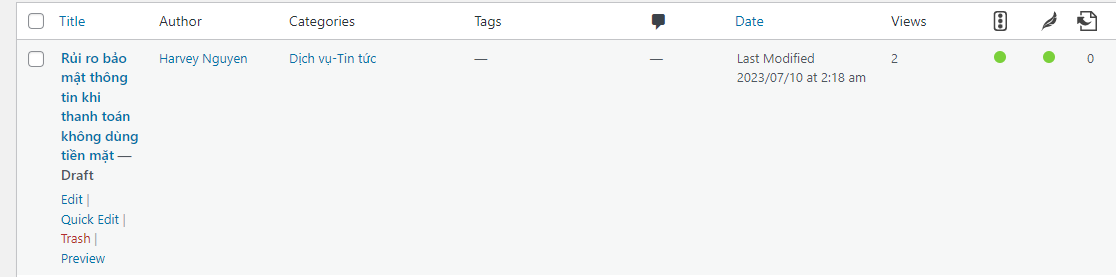 Title Author Categories Tags Date Views
Rủi ro bảo Harvey Nguyen Dịch vụ-Tin tức — — Last Modified 2 0
mật thông 2023/07/10 at 2:18 am
tin khi
thanh toán
không dùng
tiền mặt —
Draft
Edit |
Quick Edit |
Trash |
Preview